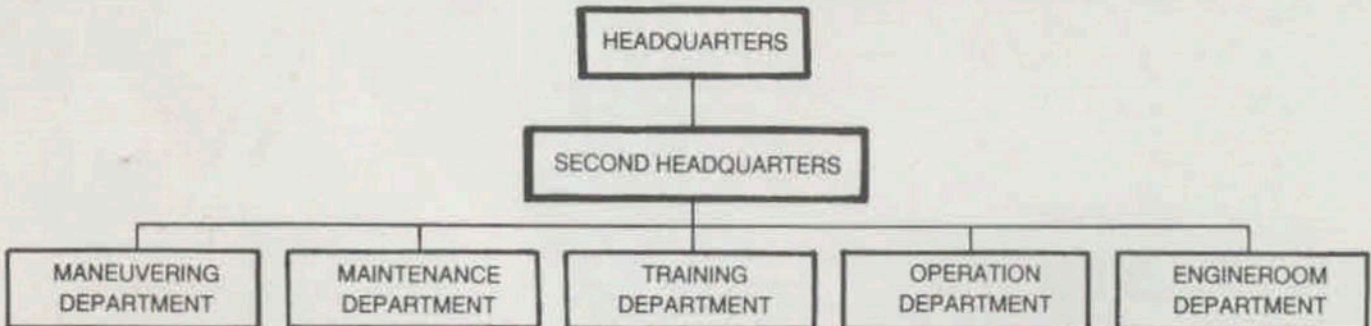 HEADQUARTERS
SECOND HEADQUARTERS
MANEUVERING
DEPARTMENT
MAINTENANCE
DEPARTMENT
TRAINING
DEPARTMENT
OPERATION
DEPARTMENT
ENGINEROOM
DEPARTMENT